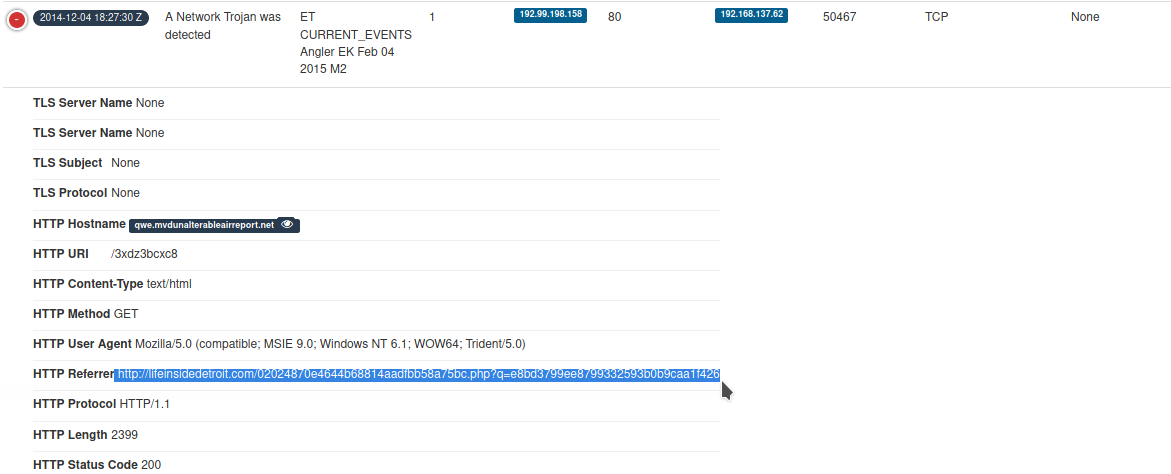 2014-12-04 18:27:30 Z A Network Trojan was ET 1 192.99.198.158 80 192.168.137.62 50467 TCP None
detected CURRENT_EVENTS
Angler EK Feb 04
2015 M2
TLS Server Name None
TLS Server Name None
TLS Subject None
TLS Protocol None
HTTP Hostname qwe.mvdunalterableairreport.net
HTTP URI /3xdz3bcxc8
HTTP Content-Type text/html
HTTP Method GET
HTTP User Agent Mozilla/5.0 (compatible; MSIE 9.0; Windows NT 6.1; WOW64; Trident/5.0)
HTTP Referrer http://lifeinsidedetroit.com/02024870e4644b68814aadfbb58a75bc.php?q=e8bd3799ee8799332593b0b9caa1f426
HTTP Protocol HTTP/1.1
HTTP Length 2399
HTTP Status Code 200